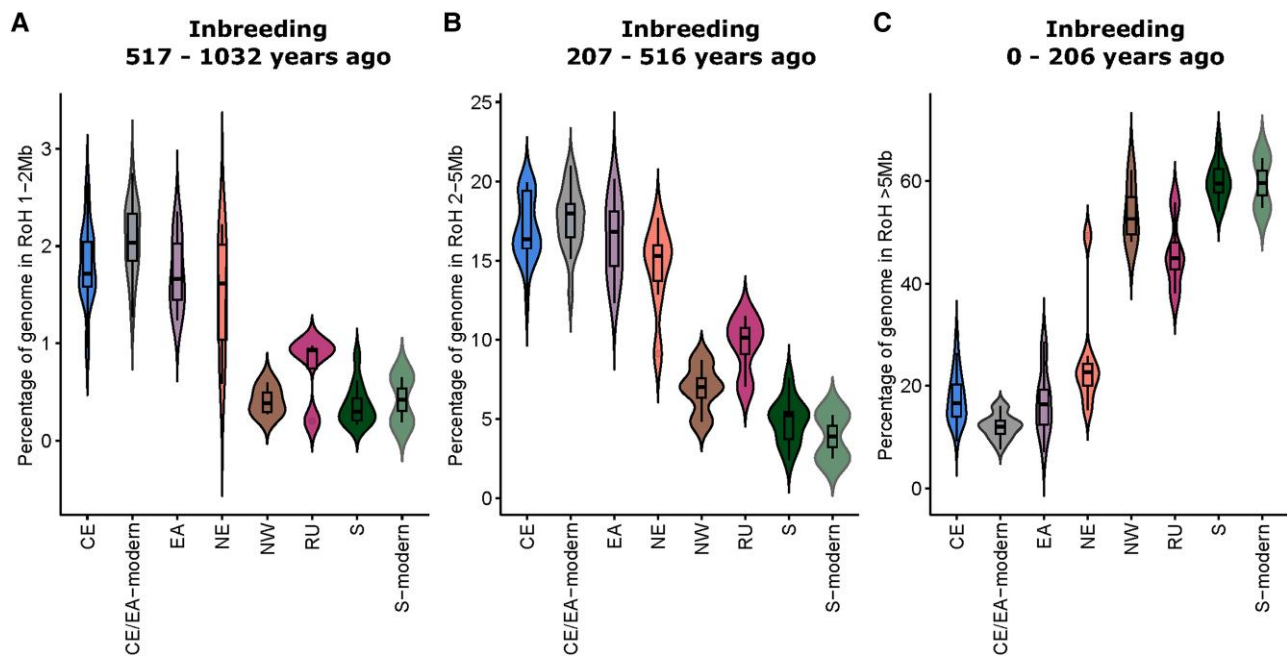 A
Inbreeding
517 - 1032 years ago
Percentage of genome in RoH 1-2Mb
3
2
1
0
CE
CE/EA-modern
EA
NE
NW
RU
S
S-modern
B
Inbreeding
207 - 516 years ago
Percentage of genome in RoH 2-5Mb
25
20
15
10
5
0
CE
CE/EA-modern
EA
NE
NW
RU
S
S-modern
C
Inbreeding
0 - 206 years ago
Percentage of genome in RoH >5Mb
60
40
20
0
CE
CE/EA-modern
EA
NE
NW
RU
S
S-modern